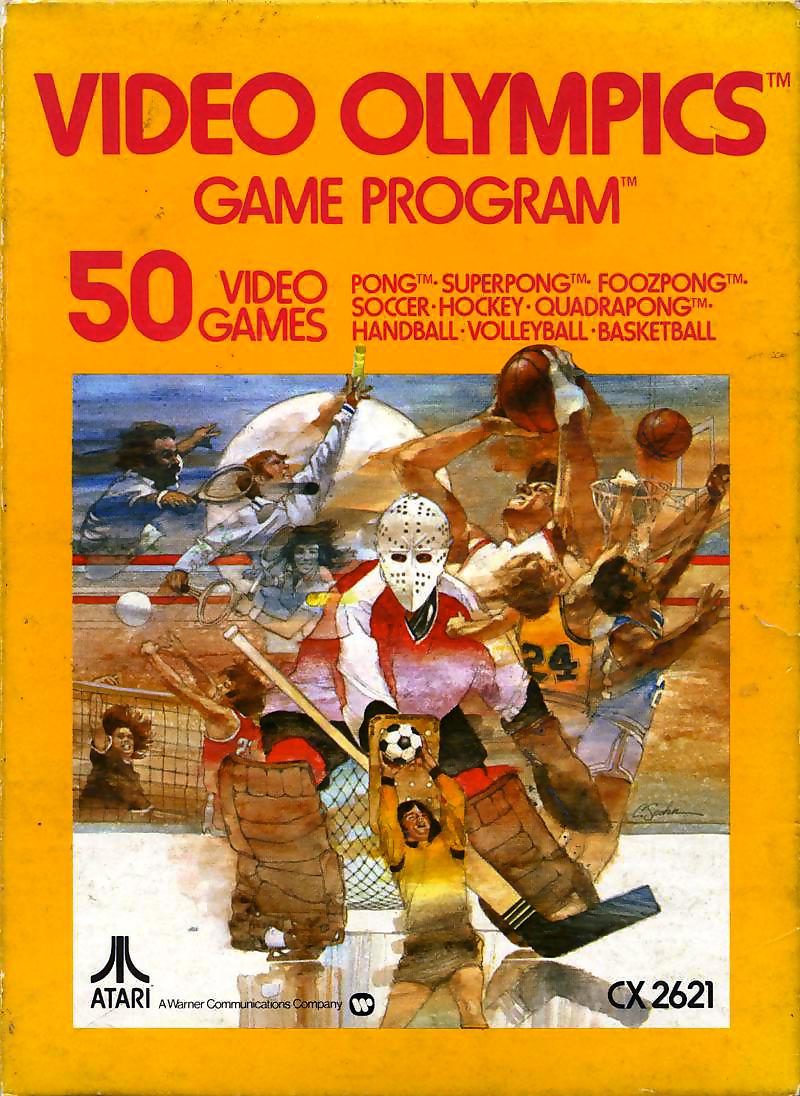 VIDEO OLYMPICS™
GAME PROGRAM™
50 VIDEO GAMES
PONG™· SUPERPONG™· FOOZPONG™·
SOCCER·HOCKEY·QUADRAPONG™·
HANDBALL·VOLLEYBALL·BASKETBALL
24
C. Spohn
ATARI A Warner Communications Company
CX 2621